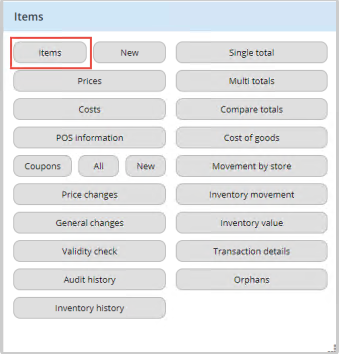 Items
Items
New
Single total
Prices
Multi totals
Costs
Compare totals
POS information
Cost of goods
Coupons
All
New
Movement by store
Price changes
Inventory movement
General changes
Inventory value
Validity check
Transaction details
Audit history
Orphans
Inventory history